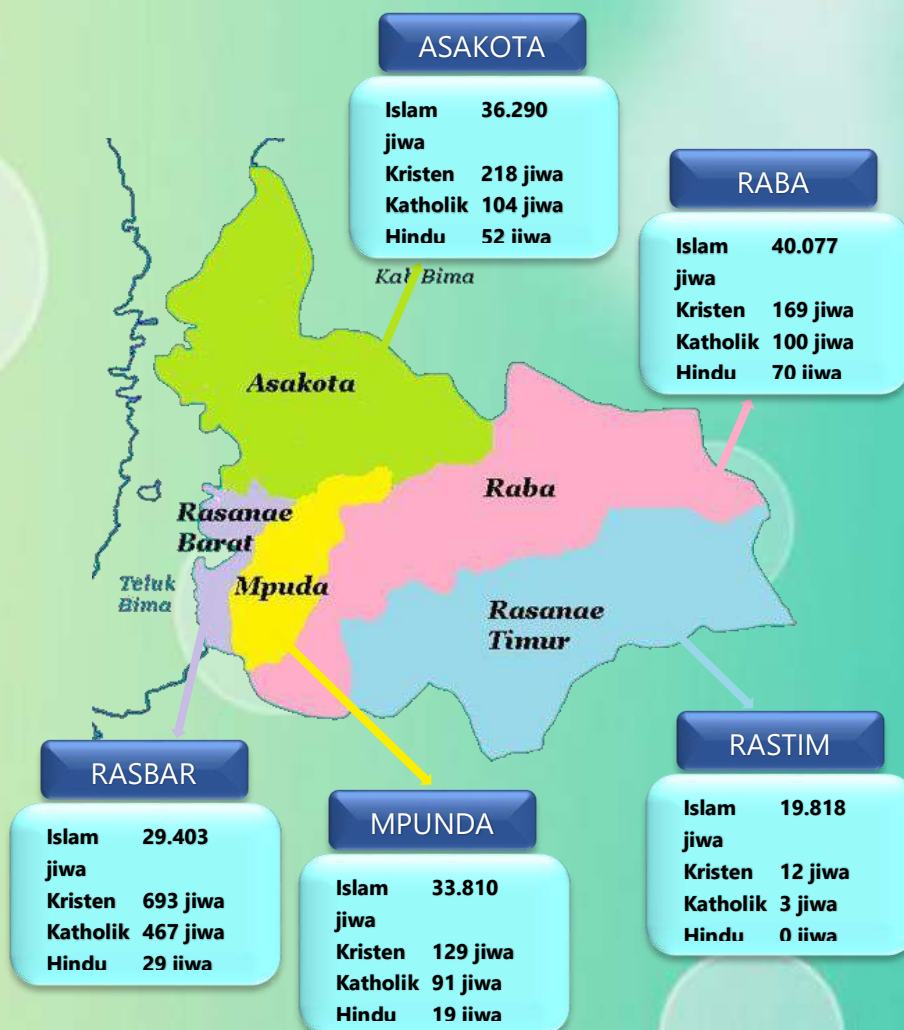 ASAKOTA
Islam 36.290
jiwa
Kristen 218 jiwa
Katholik 104 jiwa
Hindu 52 jiwa
RABA
Islam 40.077
jiwa
Kristen 169 jiwa
Katholik 100 jiwa
Hindu 70 jiwa
Kab Bima
Asakota
Raba
Rasanae
Barat
Mpuda
Teluk
Bima
Rasanae
Timur
RASBAR
Islam 29.403
jiwa
Kristen 693 jiwa
Katholik 467 jiwa
Hindu 29 jiwa
MPUNDA
Islam 33.810
jiwa
Kristen 129 jiwa
Katholik 91 jiwa
Hindu 19 jiwa
RASTIM
Islam 19.818
jiwa
Kristen 12 jiwa
Katholik 3 jiwa
Hindu 0 jiwa